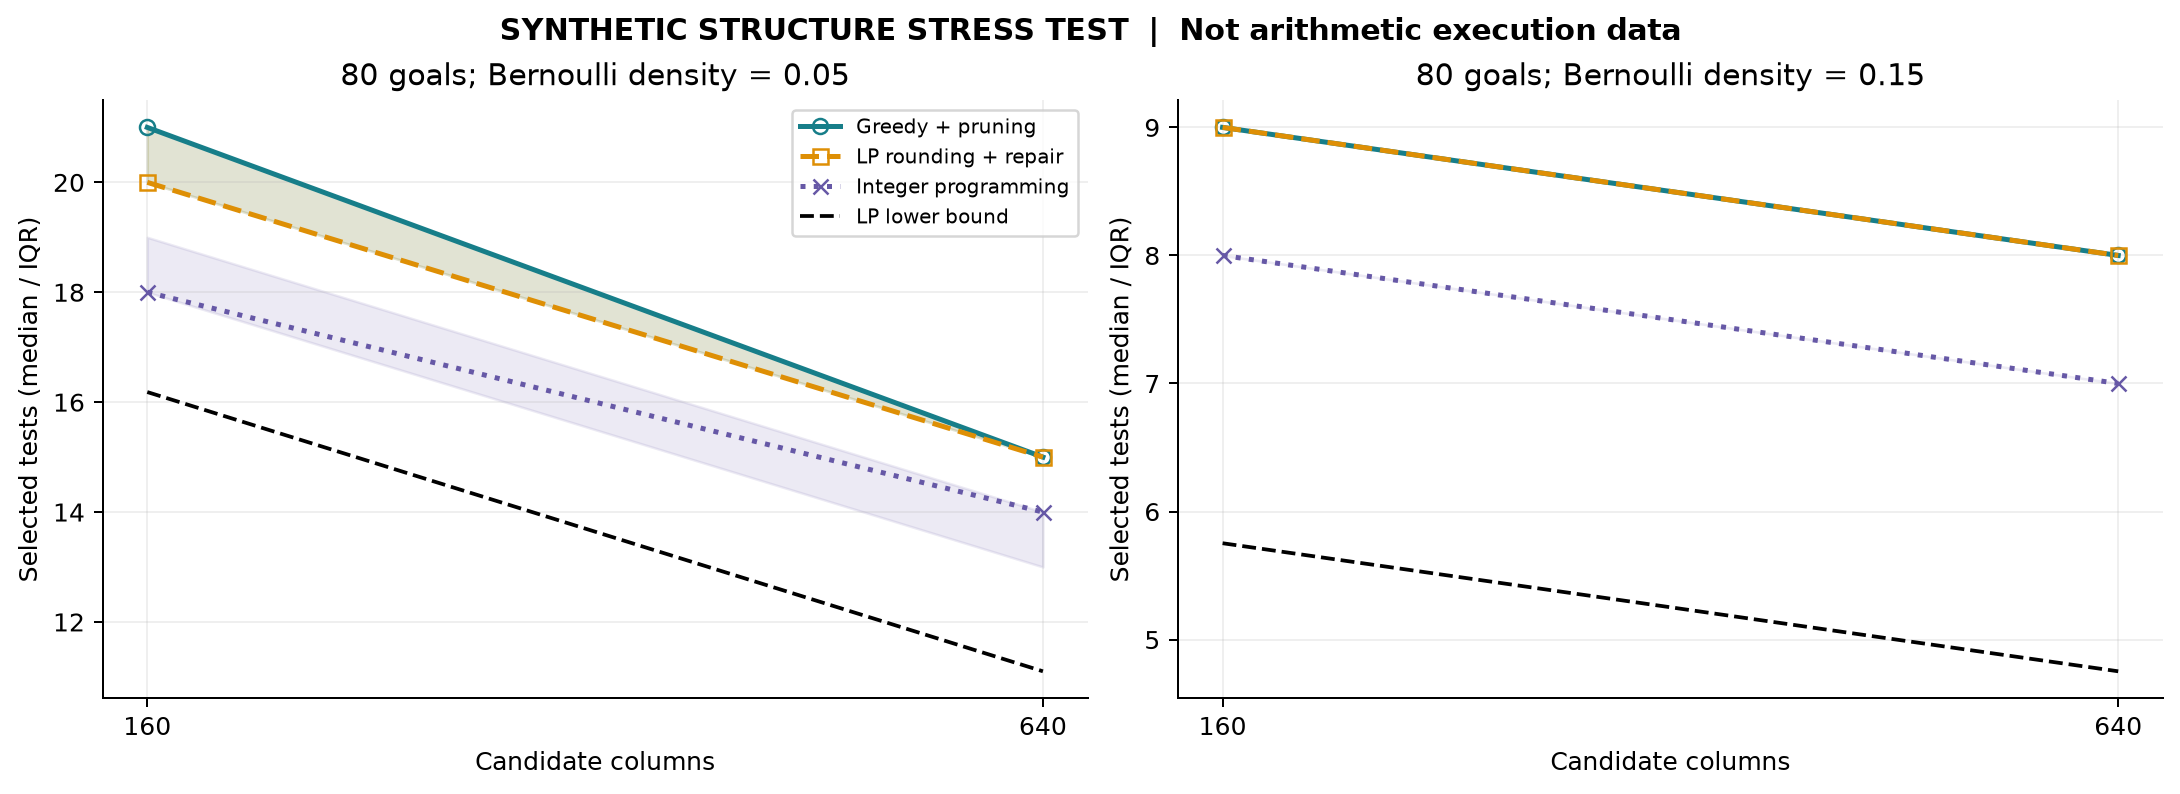 SYNTHETIC STRUCTURE STRESS TEST | Not arithmetic execution data
80 goals; Bernoulli density = 0.05
Greedy + pruning
LP rounding + repair
Integer programming
LP lower bound
Selected tests (median / IQR)
20
18
16
14
12
160
640
Candidate columns
80 goals; Bernoulli density = 0.15
Selected tests (median / IQR)
9
8
7
6
5
160
640
Candidate columns